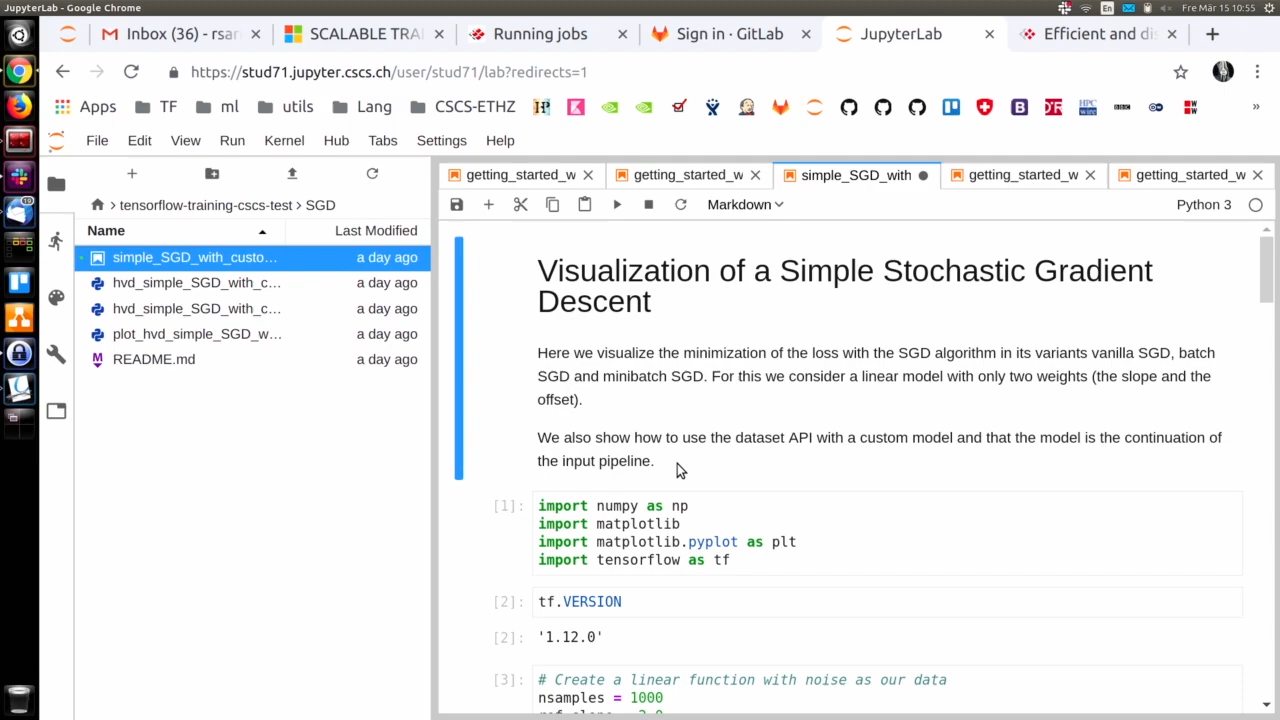 JupyterLab - Google Chrome
En
Fre Mär 15 10:55
Inbox (36) - rsan
SCALABLE TRAI
Running jobs
Sign in · GitLab
JupyterLab
Efficient and dis
https://stud71.jupyter.cscs.ch/user/stud71/lab?redirects=1
Apps
TF
ml
utils
Lang
CSCS-ETHZ
File
Edit
View
Run
Kernel
Hub
Tabs
Settings
Help
getting_started_w
getting_started_w
simple_SGD_with
getting_started_w
getting_started_w
tensorflow-training-cscs-test > SGD
Markdown
Python 3
Name
Last Modified
simple_SGD_with_custo...
a day ago
hvd_simple_SGD_with_c...
a day ago
hvd_simple_SGD_with_c...
a day ago
plot_hvd_simple_SGD_w...
a day ago
README.md
a day ago
Visualization of a Simple Stochastic Gradient
Descent
Here we visualize the minimization of the loss with the SGD algorithm in its variants vanilla SGD, batch
SGD and minibatch SGD. For this we consider a linear model with only two weights (the slope and the
offset).
We also show how to use the dataset API with a custom model and that the model is the continuation of
the input pipeline.
[1]:
import numpy as np
import matplotlib
import matplotlib.pyplot as plt
import tensorflow as tf
[2]:
tf.VERSION
[2]:
'1.12.0'
[3]:
# Create a linear function with noise as our data
nsamples = 1000